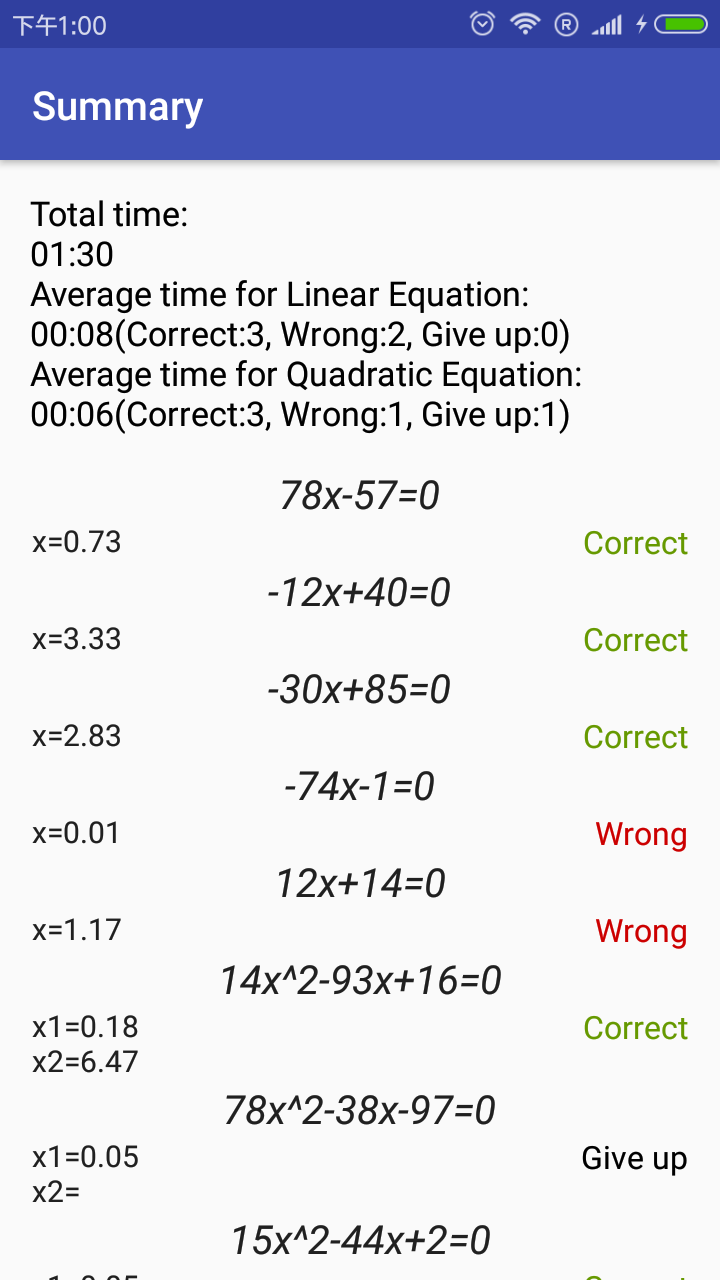 下午1:00
R
Summary
Total time:
01:30
Average time for Linear Equation:
00:08(Correct:3, Wrong:2, Give up:0)
Average time for Quadratic Equation:
00:06(Correct:3, Wrong:1, Give up:1)
78x-57=0
x=0.73 Correct
-12x+40=0
x=3.33 Correct
-30x+85=0
x=2.83 Correct
-74x-1=0
x=0.01 Wrong
12x+14=0
x=1.17 Wrong
14x^2-93x+16=0
x1=0.18 Correct
x2=6.47
78x^2-38x-97=0
x1=0.05 Give up
x2=
15x^2-44x+2=0